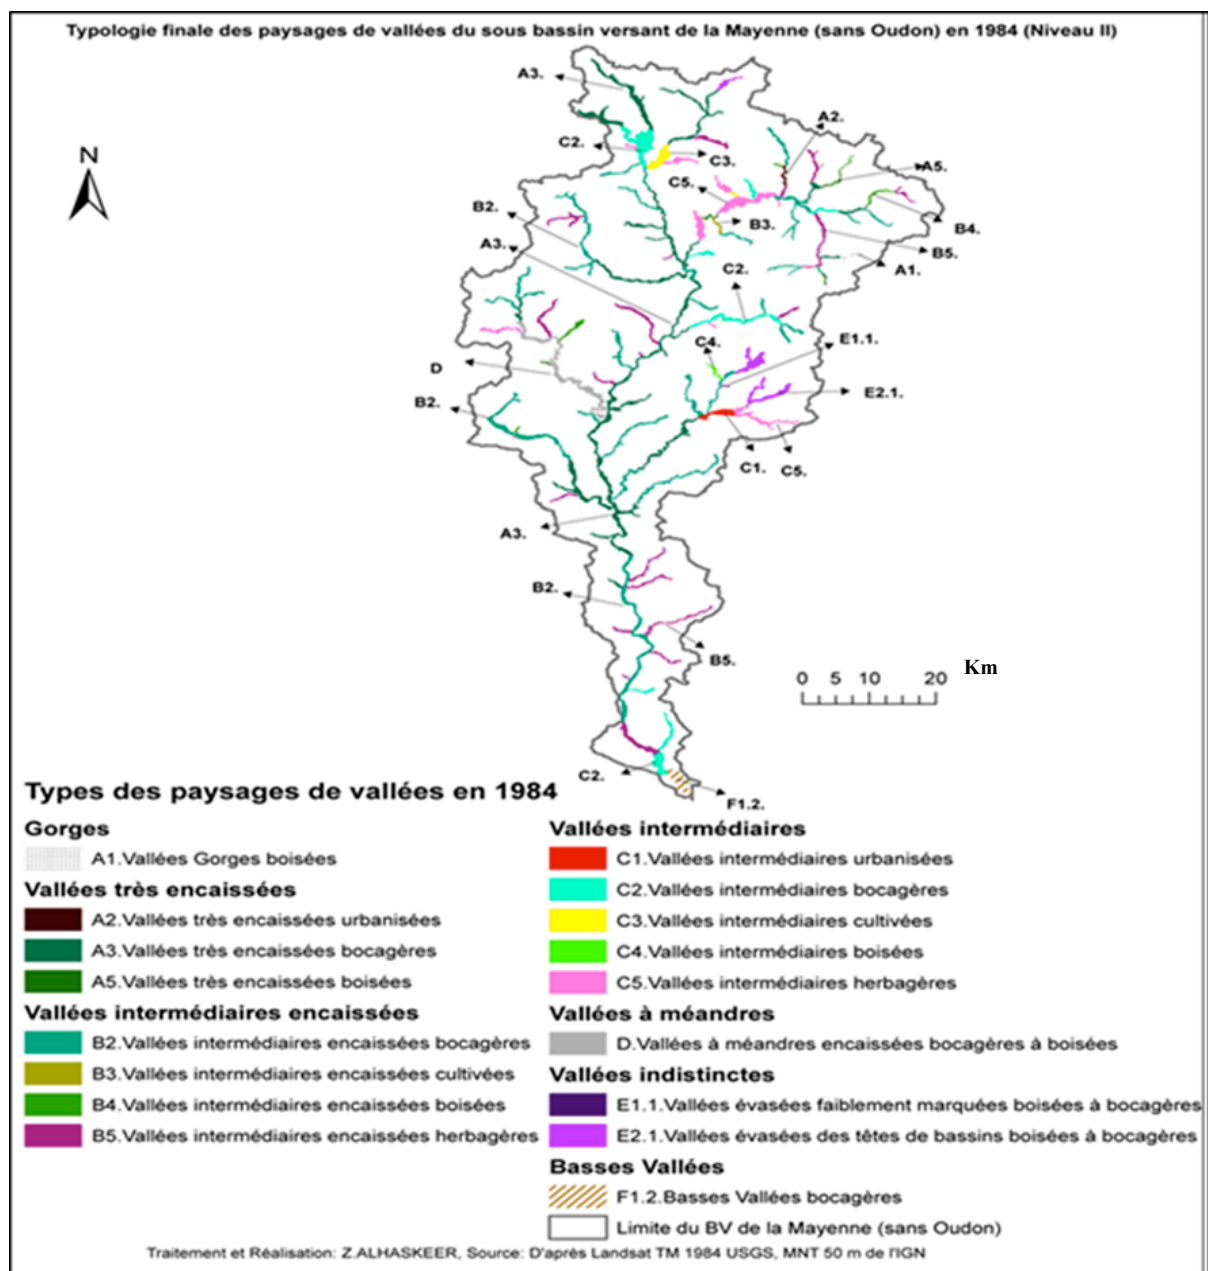 Typologie finale des paysages de vallées du sous bassin versant de la Mayenne (sans Oudon) en 1984 (Niveau II)
A3.
A2.
N
C2.
C3.
A5.
C5.
B2.
B3.
B4.
A3.
B5.
A1.
C2.
E1.1.
C4.
D
E2.1.
B2.
C1.
C5.
A3.
B2.
B5.
Km
0 5 10 20
C2.
F1.2.
Types des paysages de vallées en 1984
Gorges
A1.Vallées Gorges boisées
Vallées très encaissées
A2.Vallées très encaissées urbanisées
A3.Vallées très encaissées bocagères
A5.Vallées très encaissées boisées
Vallées intermédiaires encaissées
B2.Vallées intermédiaires encaissées bocagères
B3.Vallées intermédiaires encaissées cultivées
B4.Vallées intermédiaires encaissées boisées
B5.Vallées intermédiaires encaissées herbagères
Vallées intermédiaires
C1.Vallées intermédiaires urbanisées
C2.Vallées intermédiaires bocagères
C3.Vallées intermédiaires cultivées
C4.Vallées intermédiaires boisées
C5.Vallées intermédiaires herbagères
Vallées à méandres
D.Vallées à méandres encaissées bocagères à boisées
Vallées indistinctes
E1.1.Vallées évasées faiblement marquées boisées à bocagères
E2.1.Vallées évasées des têtes de bassins boisées à bocagères
Basses Vallées
F1.2.Basses Vallées bocagères
Limite du BV de la Mayenne (sans Oudon)
Traitement et Réalisation: Z.ALHASKEER, Source: D'après Landsat TM 1984 USGS, MNT 50 m de l'IGN